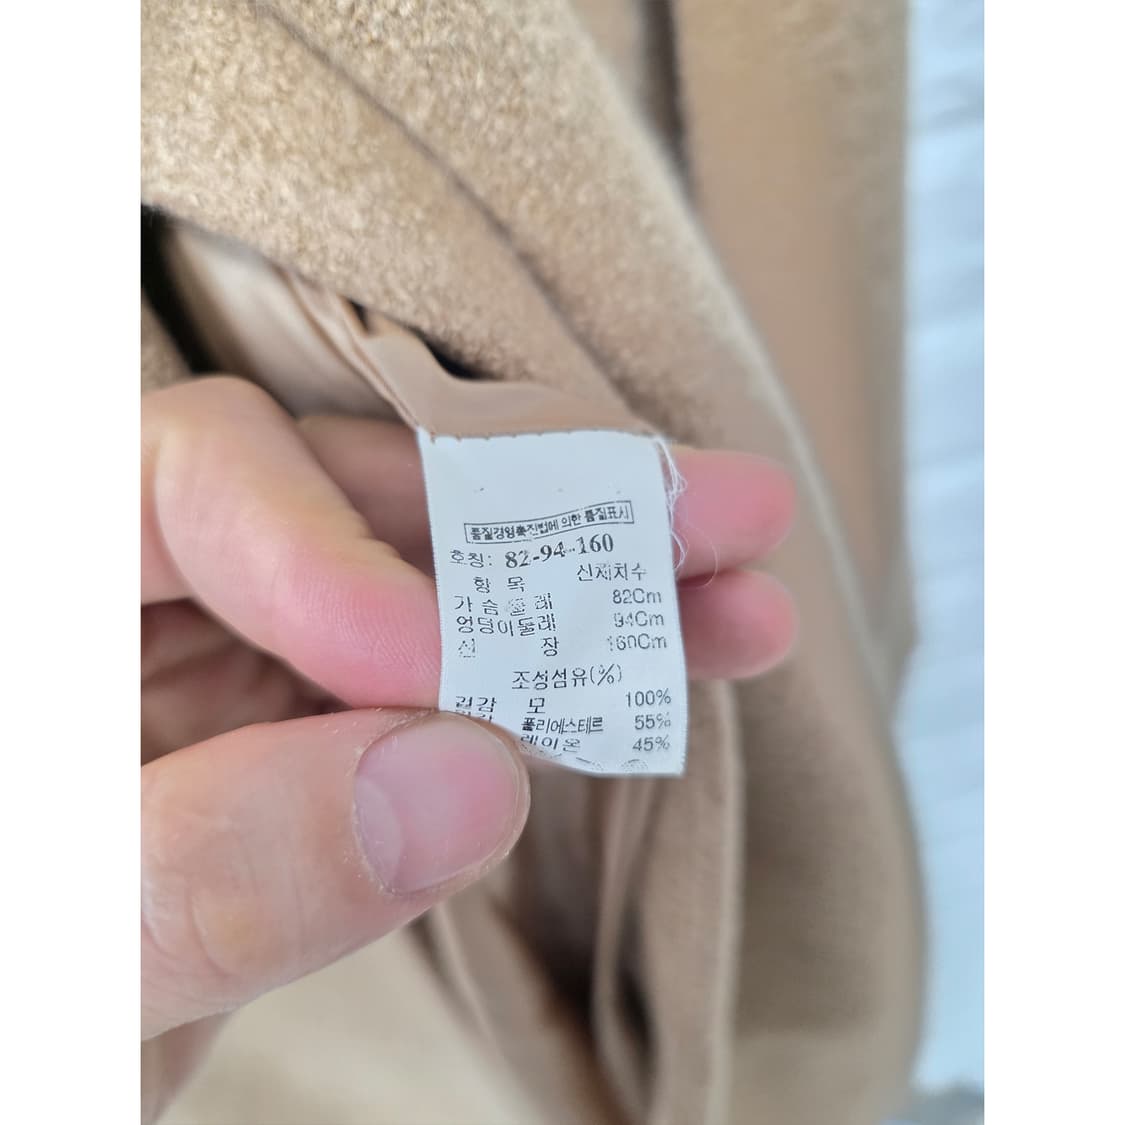 품질경영촉진법에 의한 품질표시
호칭: 82-94-160
항 목 신체치수
가슴둘레 82Cm
엉덩이둘레 94Cm
신 장 160Cm
조성섬유(%)
겉감 모 100%
안감 폴리에스테르 55%
레이온 45%